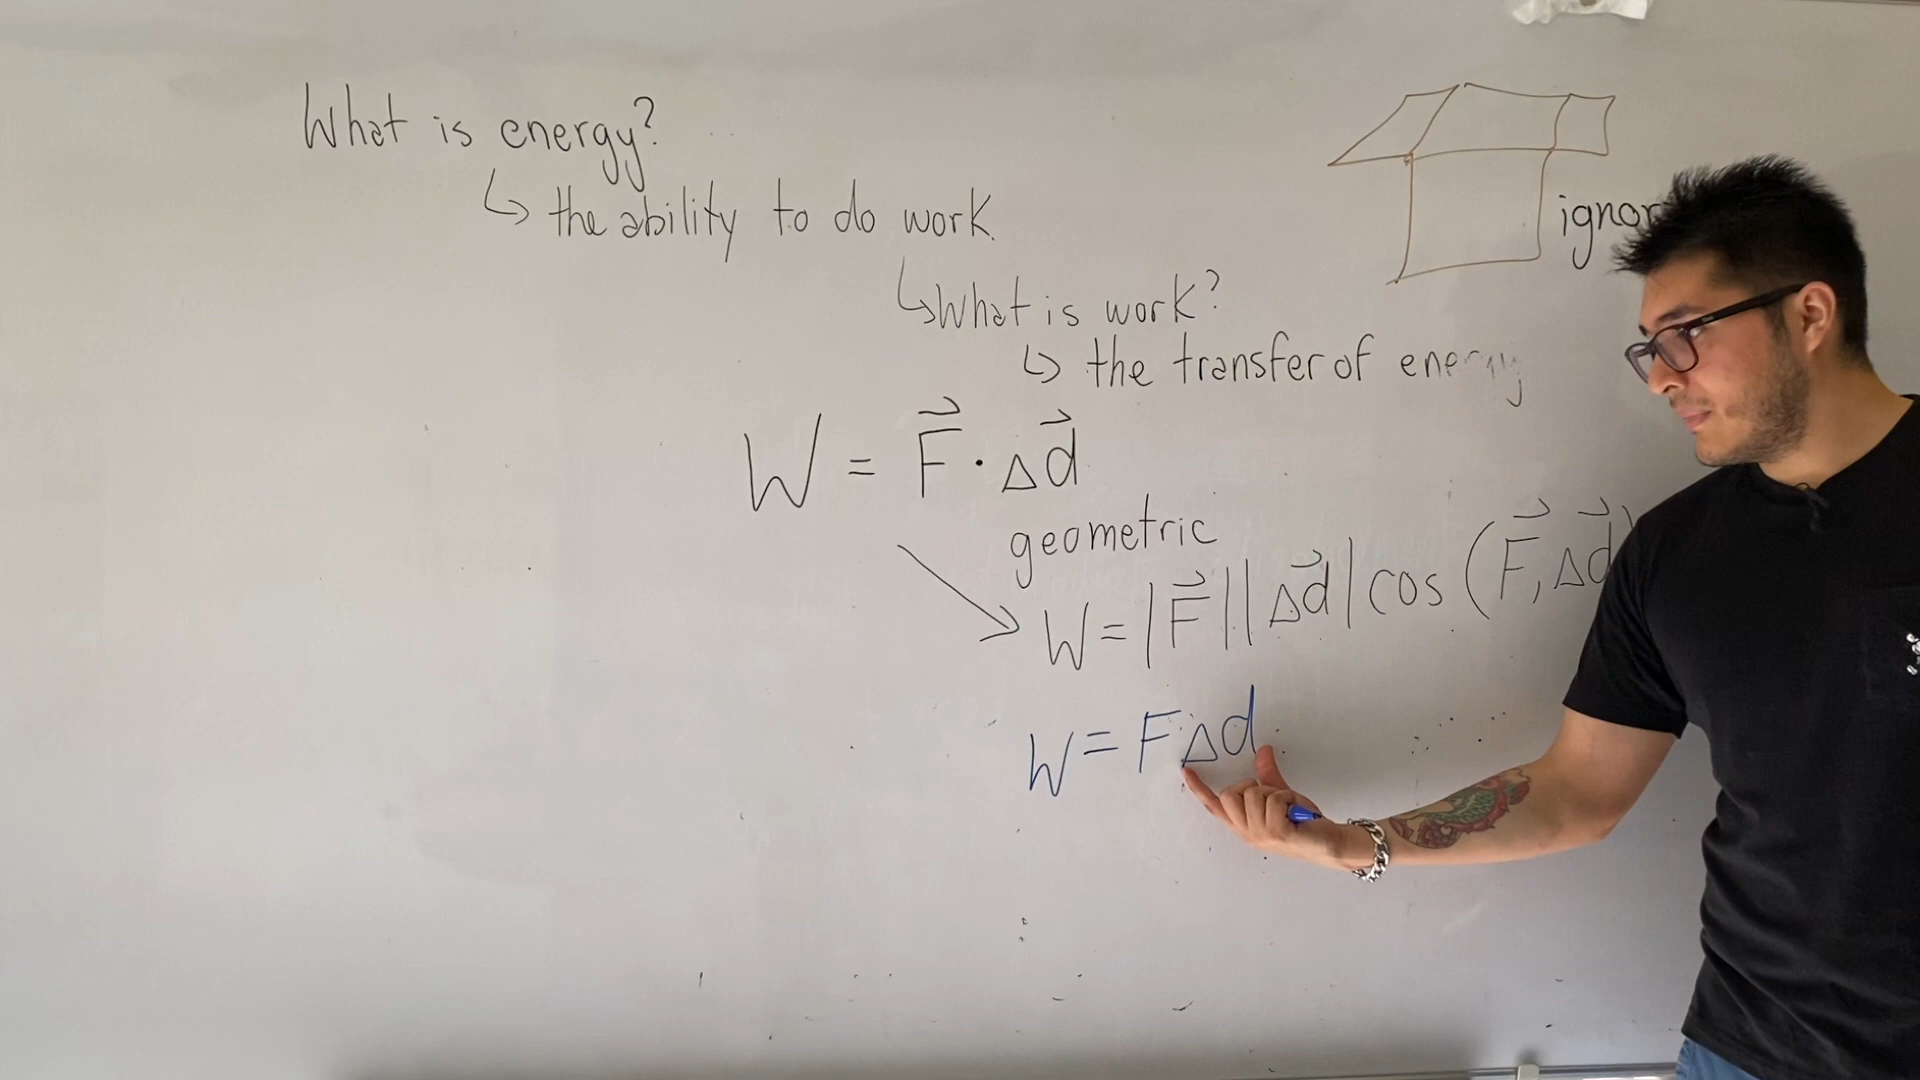 What is energy?
↳ the ability to do work.
↳ What is work?
↳ the transfer of energy
W = F⃗ · Δd⃗
geometric
W = |F⃗||Δd⃗| cos (F⃗, Δd⃗)
W = FΔd